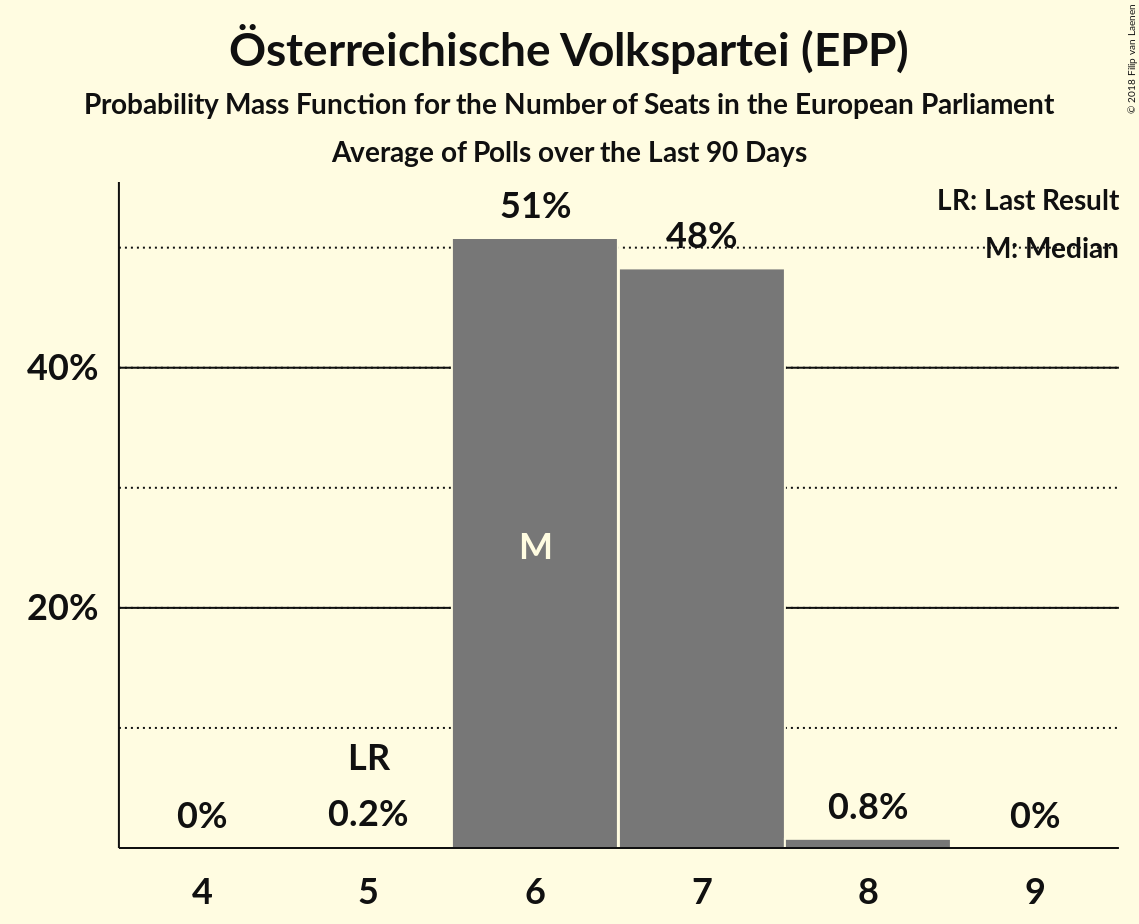 Österreichische Volkspartei (EPP)
Probability Mass Function for the Number of Seats in the European Parliament
Average of Polls over the Last 90 Days
© 2018 Filip van Laenen
LR: Last Result
M: Median
51%
48%
40%
M
20%
LR
0%
0.2%
0.8%
0%
4 5 6 7 8 9